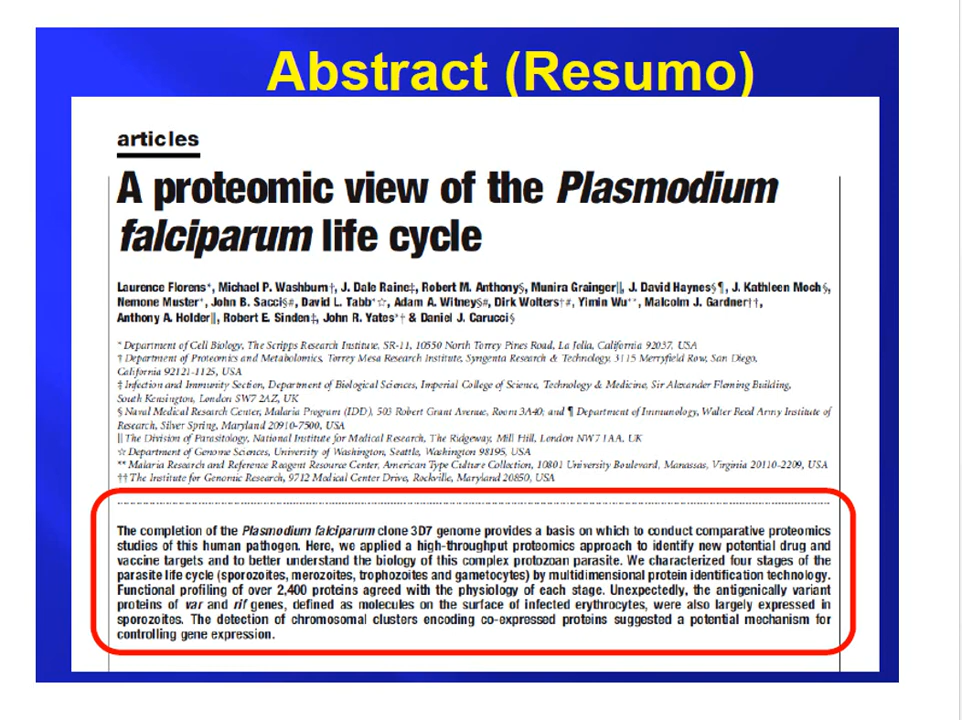 Abstract (Resumo)
articles
A proteomic view of the Plasmodium
falciparum life cycle
Laurence Florens*, Michael P. Washburn†, J. Dale Raine‡, Robert M. Anthony§, Munira Grainger||, J. David Haynes§¶, J. Kathleen Moch§,
Nemone Muster*, John B. Sacci§#, David L. Tabb*☆, Adam A. Witney§#, Dirk Wolters†#, Yimin Wu**, Malcolm J. Gardner††,
Anthony A. Holder||, Robert E. Sinden‡, John R. Yates*† & Daniel J. Carucci§
* Department of Cell Biology, The Scripps Research Institute, SR-11, 10550 North Torrey Pines Road, La Jolla, California 92037, USA
† Department of Proteomics and Metabolomics, Torrey Mesa Research Institute, Syngenta Research & Technology, 3115 Merryfield Row, San Diego,
California 92121-1125, USA
‡ Infection and Immunity Section, Department of Biological Sciences, Imperial College of Science, Technology & Medicine, Sir Alexander Fleming Building,
South Kensington, London SW7 2AZ, UK
§ Naval Medical Research Center, Malaria Program (IDD), 503 Robert Grant Avenue, Room 3A40; and ¶ Department of Immunology, Walter Reed Army Institute of
Research, Silver Spring, Maryland 20910-7500, USA
|| The Division of Parasitology, National Institute for Medical Research, The Ridgeway, Mill Hill, London NW7 1AA, UK
☆ Department of Genome Sciences, University of Washington, Seattle, Washington 98195, USA
** Malaria Research and Reference Reagent Resource Center, American Type Culture Collection, 10801 University Boulevard, Manassas, Virginia 20110-2209, USA
†† The Institute for Genomic Research, 9712 Medical Center Drive, Rockville, Maryland 20850, USA
The completion of the Plasmodium falciparum clone 3D7 genome provides a basis on which to conduct comparative proteomics
studies of this human pathogen. Here, we applied a high-throughput proteomics approach to identify new potential drug and
vaccine targets and to better understand the biology of this complex protozoan parasite. We characterized four stages of the
parasite life cycle (sporozoites, merozoites, trophozoites and gametocytes) by multidimensional protein identification technology.
Functional profiling of over 2,400 proteins agreed with the physiology of each stage. Unexpectedly, the antigenically variant
proteins of var and rif genes, defined as molecules on the surface of infected erythrocytes, were also largely expressed in
sporozoites. The detection of chromosomal clusters encoding co-expressed proteins suggested a potential mechanism for
controlling gene expression.